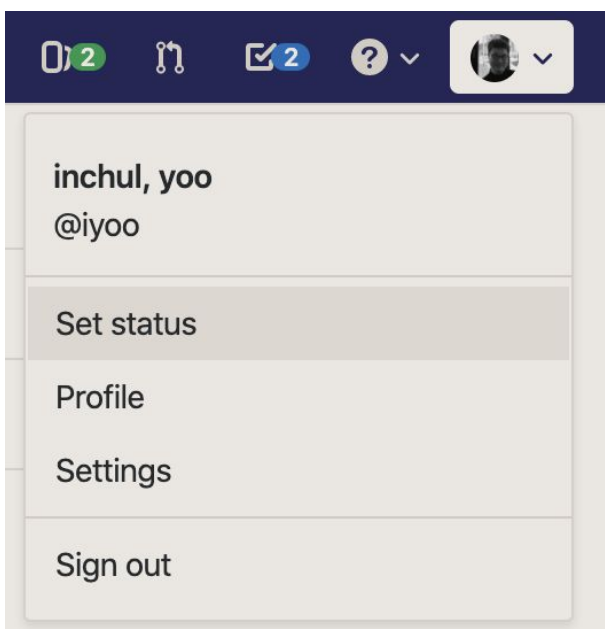 2 2 ?
inchul, yoo
@iyoo
Set status
Profile
Settings
Sign out